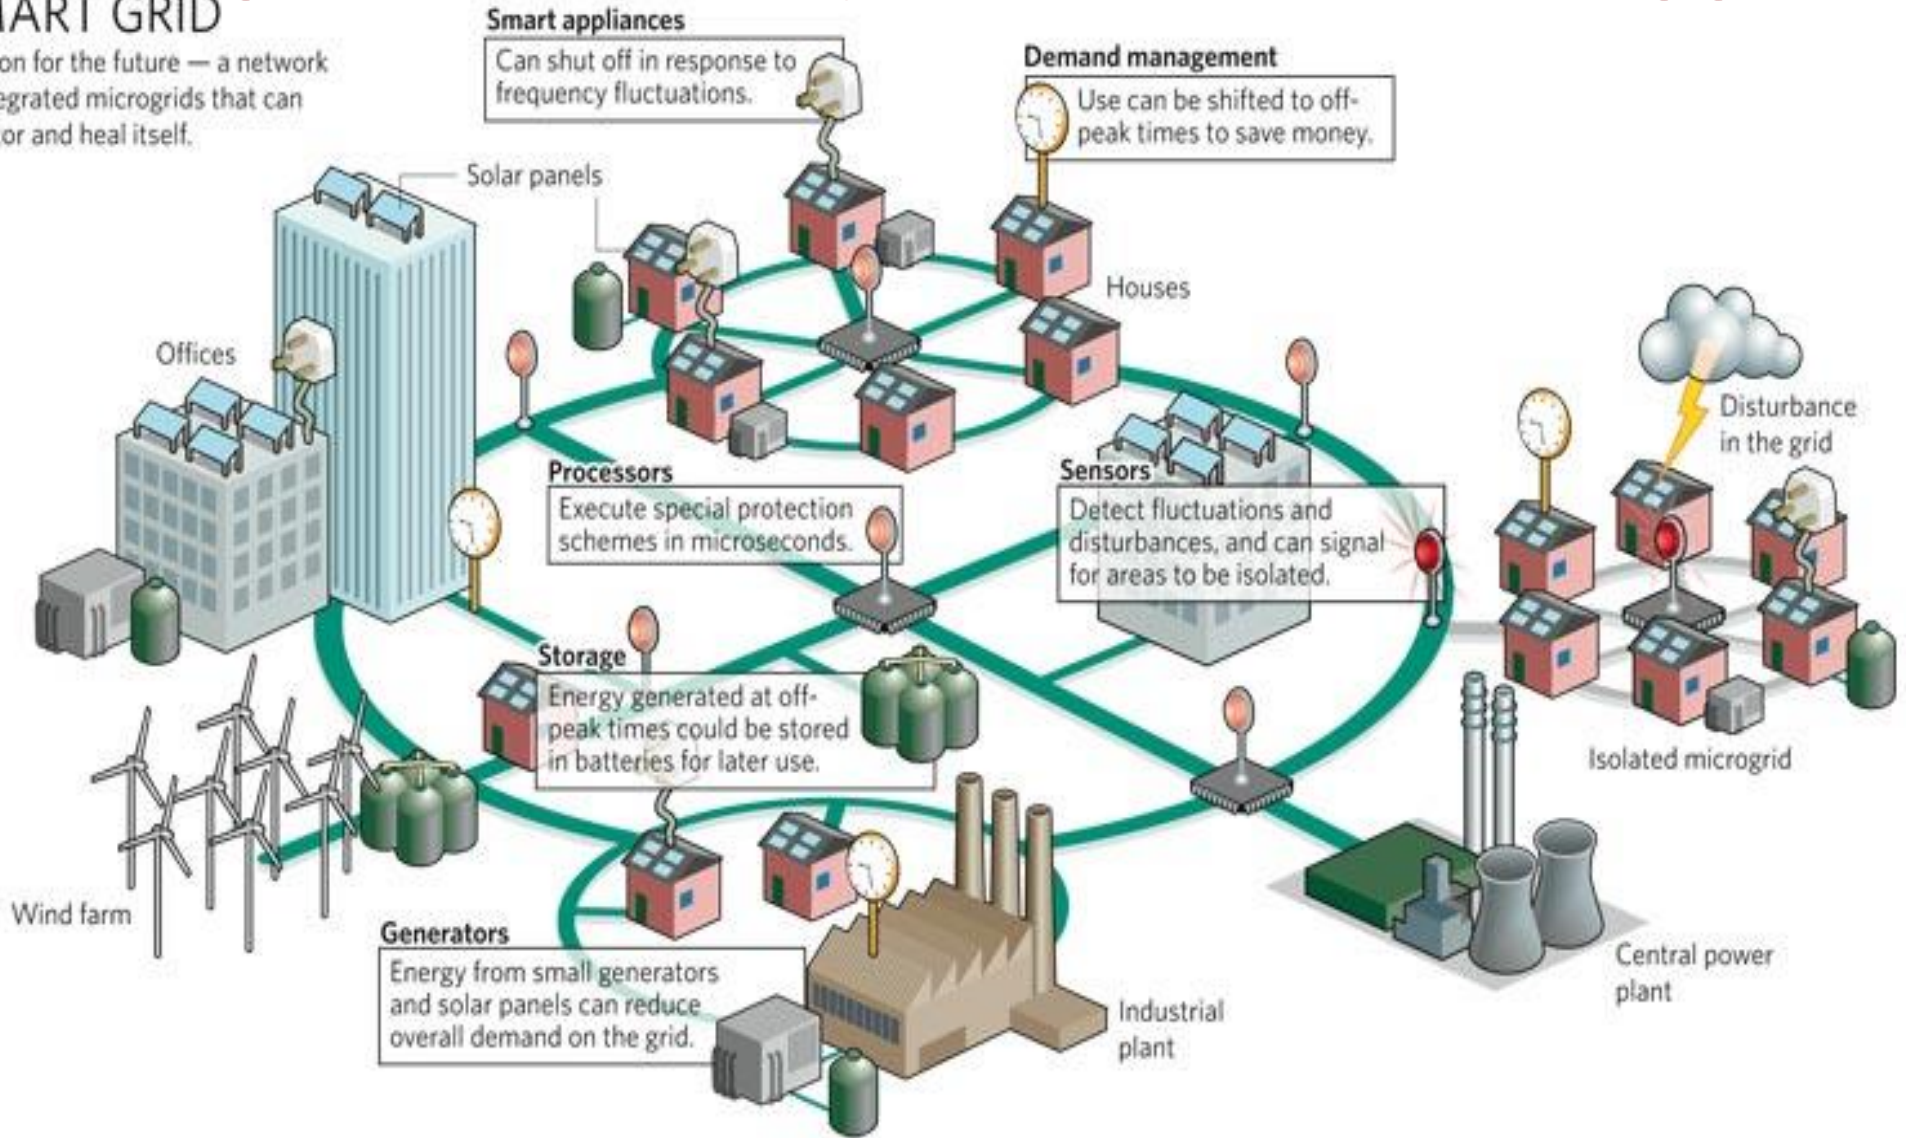 MART GRID
on for the future — a network
egrated microgrids that can
tor and heal itself.
Smart appliances
Can shut off in response to
frequency fluctuations.
Demand management
Use can be shifted to off-
peak times to save money.
Solar panels
Houses
Offices
Disturbance
in the grid
Processors
Execute special protection
schemes in microseconds.
Sensors
Detect fluctuations and
disturbances, and can signal
for areas to be isolated.
Storage
Energy generated at off-
peak times could be stored
in batteries for later use.
Isolated microgrid
Wind farm
Generators
Energy from small generators
and solar panels can reduce
overall demand on the grid.
Industrial
plant
Central power
plant